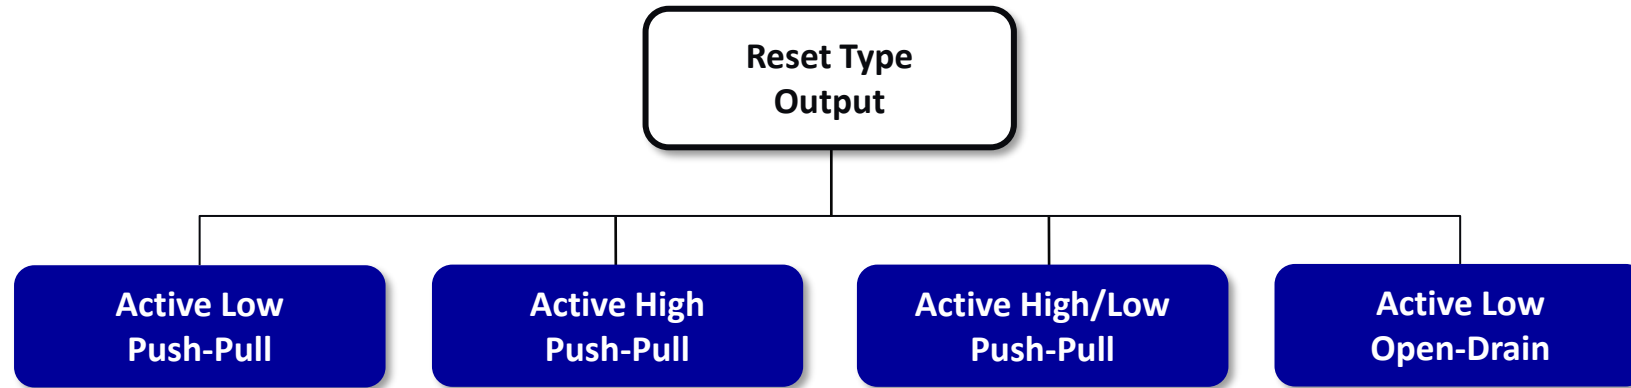 Reset Type
Output
Active Low
Push-Pull
Active High
Push-Pull
Active High/Low
Push-Pull
Active Low
Open-Drain